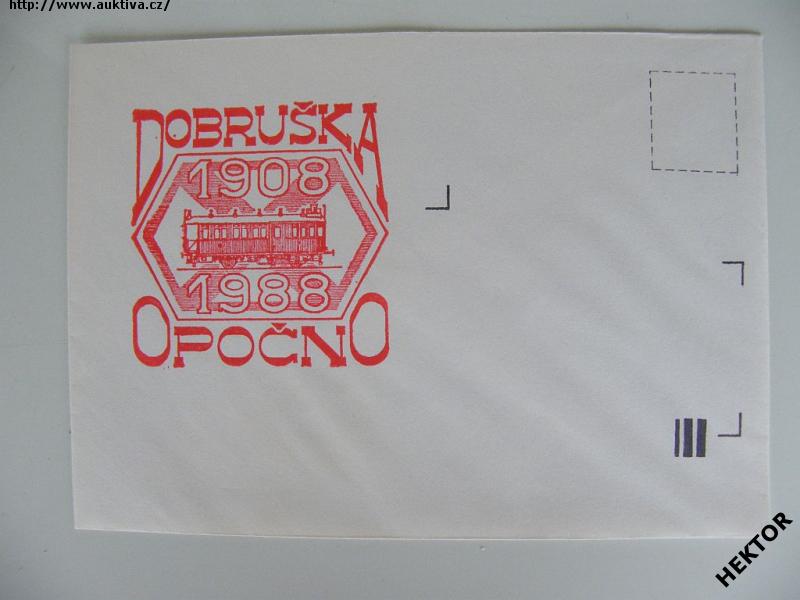 http://www.auktiva.cz/
DOBRUŠKA
1908
1988
OPOČNO
HEKTOR